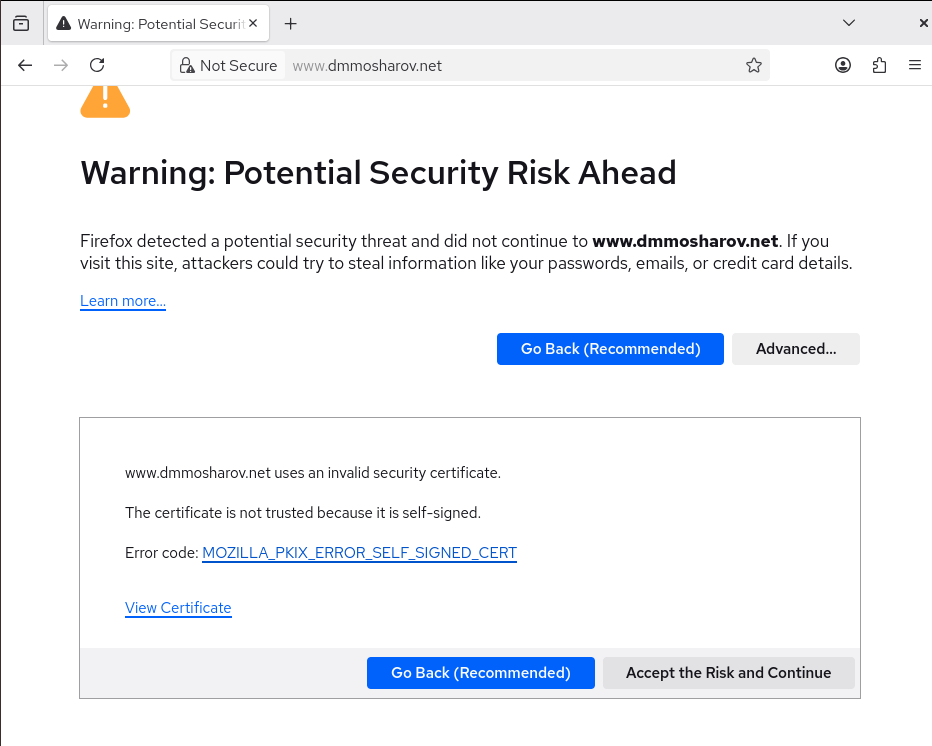 Warning: Potential Securi
Not Secure www.dmmosharov.net
Warning: Potential Security Risk Ahead
Firefox detected a potential security threat and did not continue to www.dmmosharov.net. If you
visit this site, attackers could try to steal information like your passwords, emails, or credit card details.
Learn more...
Go Back (Recommended) Advanced...
www.dmmosharov.net uses an invalid security certificate.
The certificate is not trusted because it is self-signed.
Error code: MOZILLA_PKIX_ERROR_SELF_SIGNED_CERT
View Certificate
Go Back (Recommended) Accept the Risk and Continue